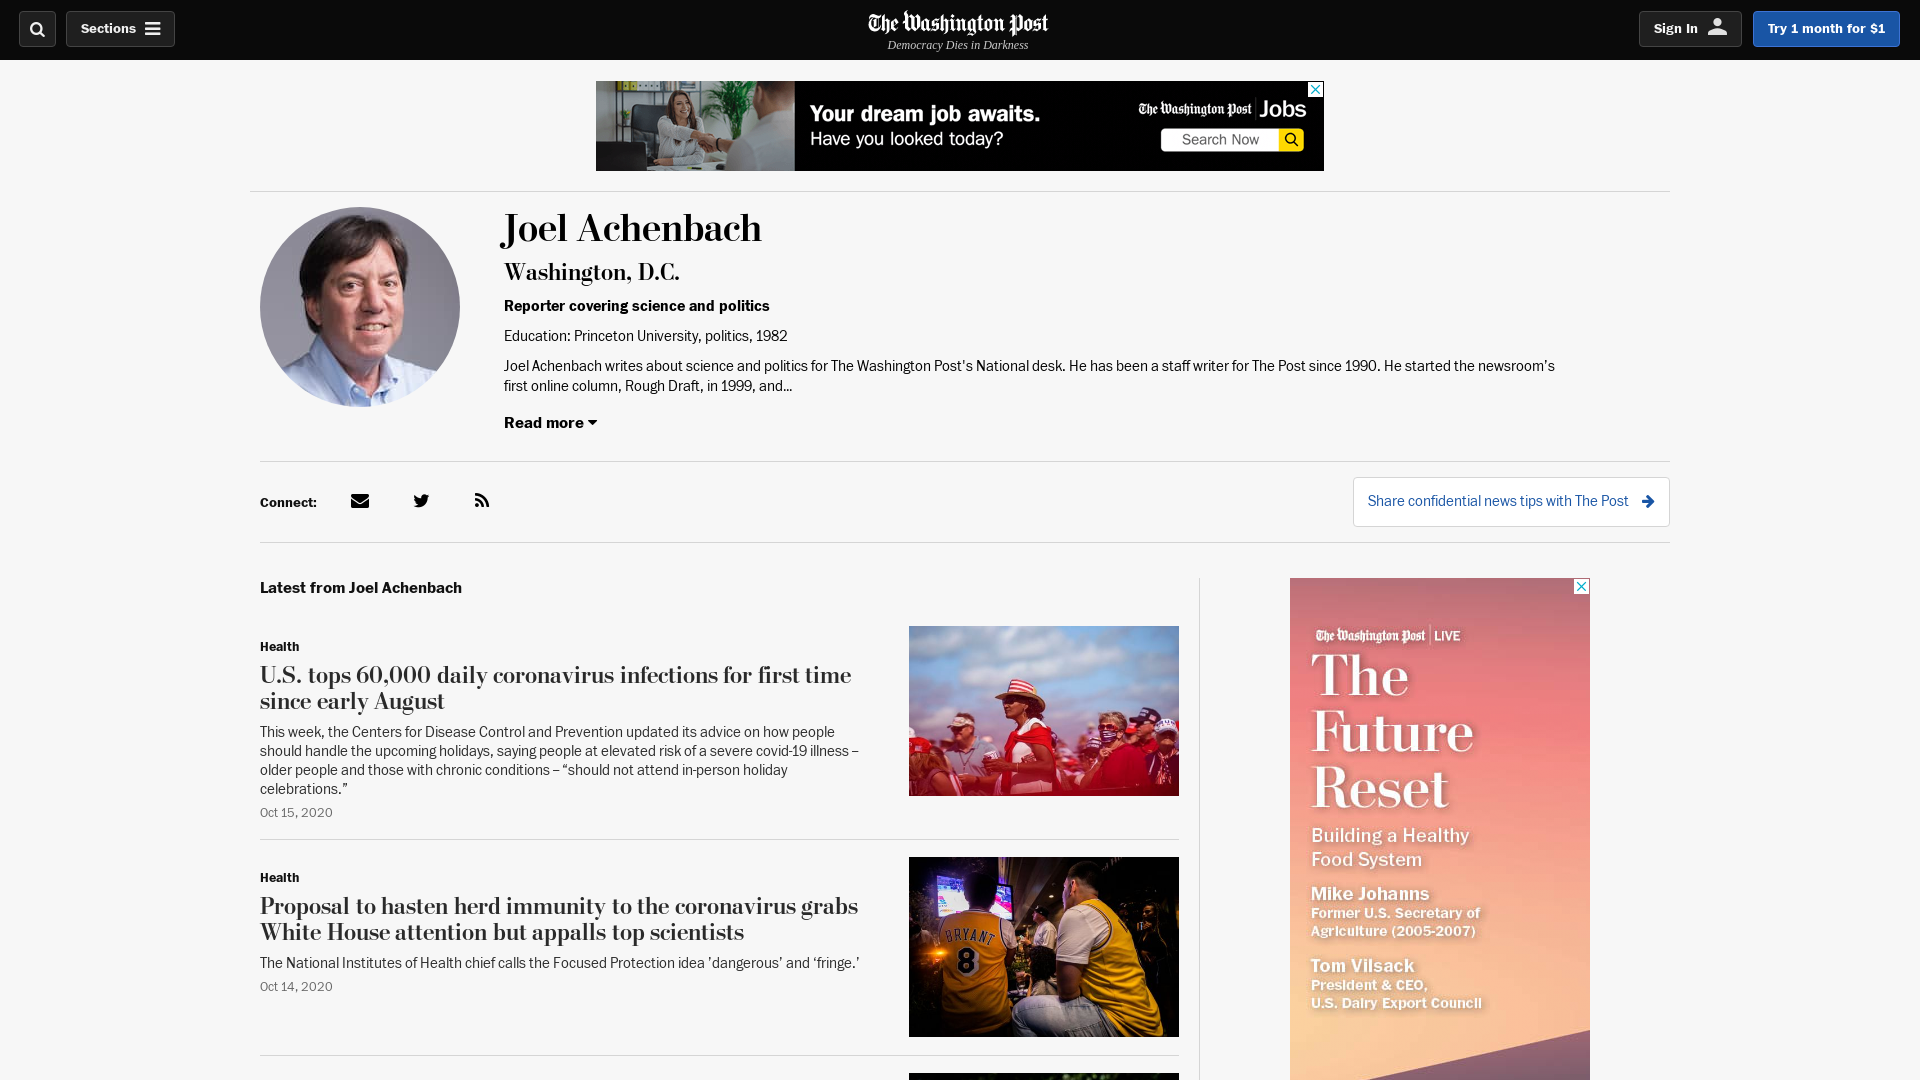 Sections
The Washington Post
Democracy Dies in Darkness
Sign In
Try 1 month for $1
Your dream job awaits.
Have you looked today?
The Washington Post Jobs
Search Now
Joel Achenbach
Washington, D.C.
Reporter covering science and politics
Education: Princeton University, politics, 1982
Joel Achenbach writes about science and politics for The Washington Post's National desk. He has been a staff writer for The Post since 1990. He started the newsroom's
first online column, Rough Draft, in 1999, and...
Read more
Connect:
Share confidential news tips with The Post
Latest from Joel Achenbach
Health
U.S. tops 60,000 daily coronavirus infections for first time
since early August
This week, the Centers for Disease Control and Prevention updated its advice on how people
should handle the upcoming holidays, saying people at elevated risk of a severe covid-19 illness –
older people and those with chronic conditions – “should not attend in-person holiday
celebrations.”
Oct 15, 2020
Health
Proposal to hasten herd immunity to the coronavirus grabs
White House attention but appalls top scientists
The National Institutes of Health chief calls the Focused Protection idea ’dangerous’ and ‘fringe.’
Oct 14, 2020
BRYANT
8
The Washington Post LIVE
The
Future
Reset
Building a Healthy
Food System
Mike Johanns
Former U.S. Secretary of
Agriculture (2005-2007)
Tom Vilsack
President & CEO,
U.S. Dairy Export Council